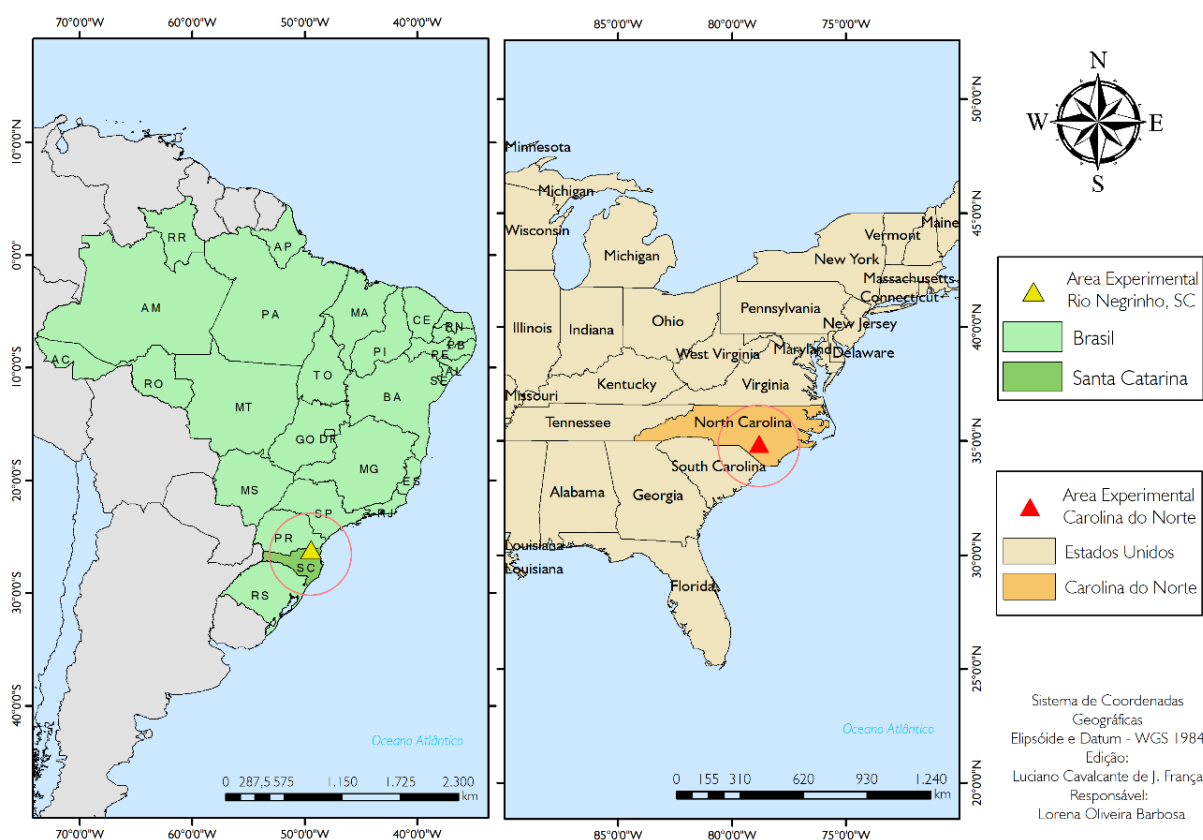 70°0'0"W 60°0'0"W 50°0'0"W 40°0'0"W
10°0'0"N
0°0'0"
10°0'0"S
20°0'0"S
30°0'0"S
40°0'0"S
RR
AP
AM
PA
MA
CE
RN
PB
PI
PE
AC
AL
TO
SE
RO
BA
MT
GO
DF
MG
ES
MS
SP
RJ
PR
SC
RS
Oceano Atlântico
0 287,5 575 1.150 1.725 2.300
km
70°0'0"W 60°0'0"W 50°0'0"W 40°0'0"W
85°0'0"W 80°0'0"W 75°0'0"W
Minnesota
Michigan
Wisconsin
Michigan
Maine
Vermont
New York
Massachusetts
Connecticut
Pennsylvania
Illinois
Indiana
Ohio
New Jersey
West Virginia
Maryland
Delaware
Kentucky
Virginia
Missouri
Tennessee
North Carolina
South Carolina
Alabama
Georgia
Louisiana
Louisiana
Florida
Oceano Atlântico
0 155 310 620 930 1.240
km
85°0'0"W 80°0'0"W 75°0'0"W
50°0'0"N
45°0'0"N
40°0'0"N
35°0'0"N
30°0'0"N
25°0'0"N
20°0'0"N
N
W E
S
Area Experimental
Rio Negrinho, SC
Brasil
Santa Catarina
Area Experimental
Carolina do Norte
Estados Unidos
Carolina do Norte
Sistema de Coordenadas
Geográficas
Elipsóide e Datum - WGS 1984
Edição:
Luciano Cavalcante de J. França
Responsável:
Lorena Oliveira Barbosa